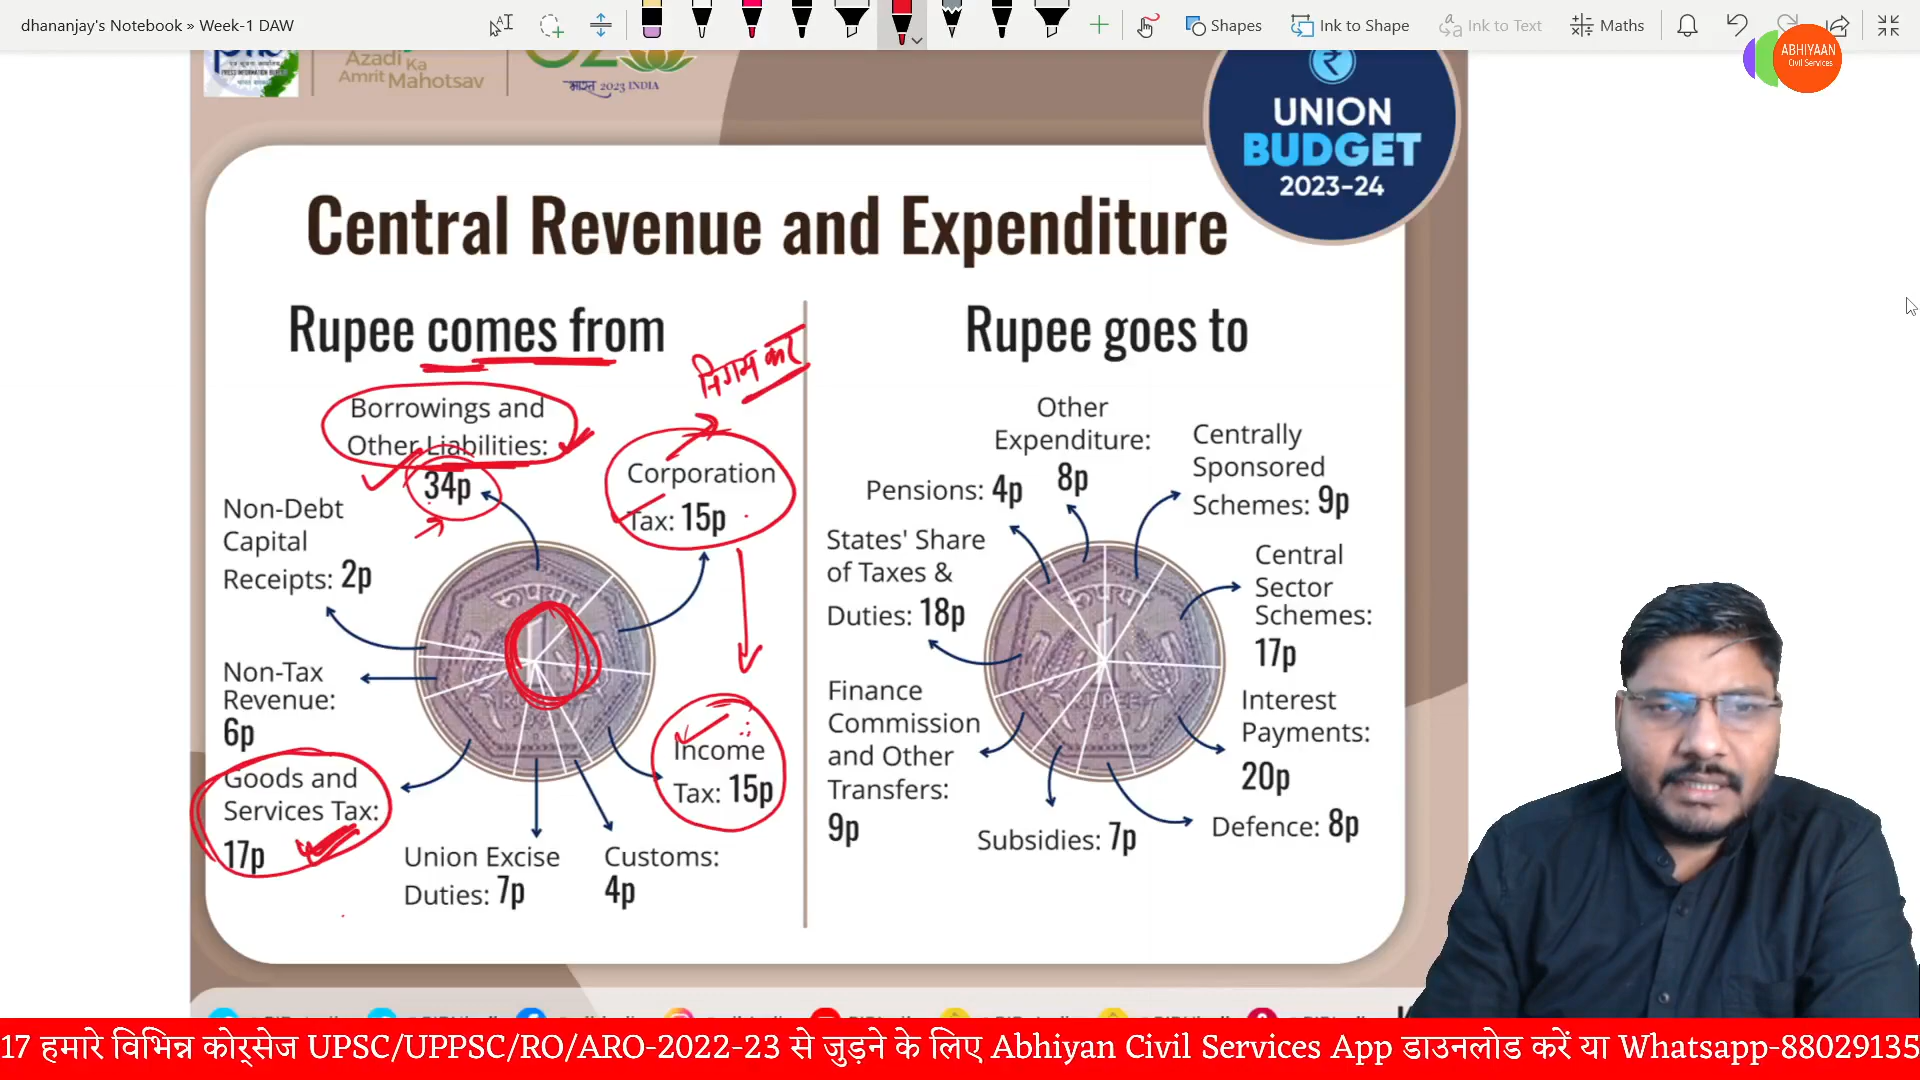 dhananjay's Notebook » Week-1 DAW
Shapes
Ink to Shape
Ink to Text
Maths
ABHIYAAN
Civil Services
PRESS INFORMATION BUREAU
Azadi Ka
Amrit Mahotsav
भारत 2023 INDIA
UNION
BUDGET
2023-24
Central Revenue and Expenditure
Rupee comes from
निगम कर
Borrowings and
Other Liabilities:
34p
Corporation
Tax: 15p
Non-Debt
Capital
Receipts: 2p
Non-Tax
Revenue:
6p
Goods and
Services Tax:
17p
Union Excise
Duties: 7p
Customs:
4p
Income
Tax: 15p
Rupee goes to
Other
Expenditure:
8p
Centrally
Sponsored
Schemes: 9p
Pensions: 4p
States' Share
of Taxes &
Duties: 18p
Central
Sector
Schemes:
17p
Finance
Commission
and Other
Transfers:
9p
Interest
Payments:
20p
Subsidies: 7p
Defence: 8p
17 हमारे विभिन्न कोर्सेज UPSC/UPPSC/RO/ARO-2022-23 से जुड़ने के लिए Abhiyan Civil Services App डाउनलोड करें या Whatsapp-88029135